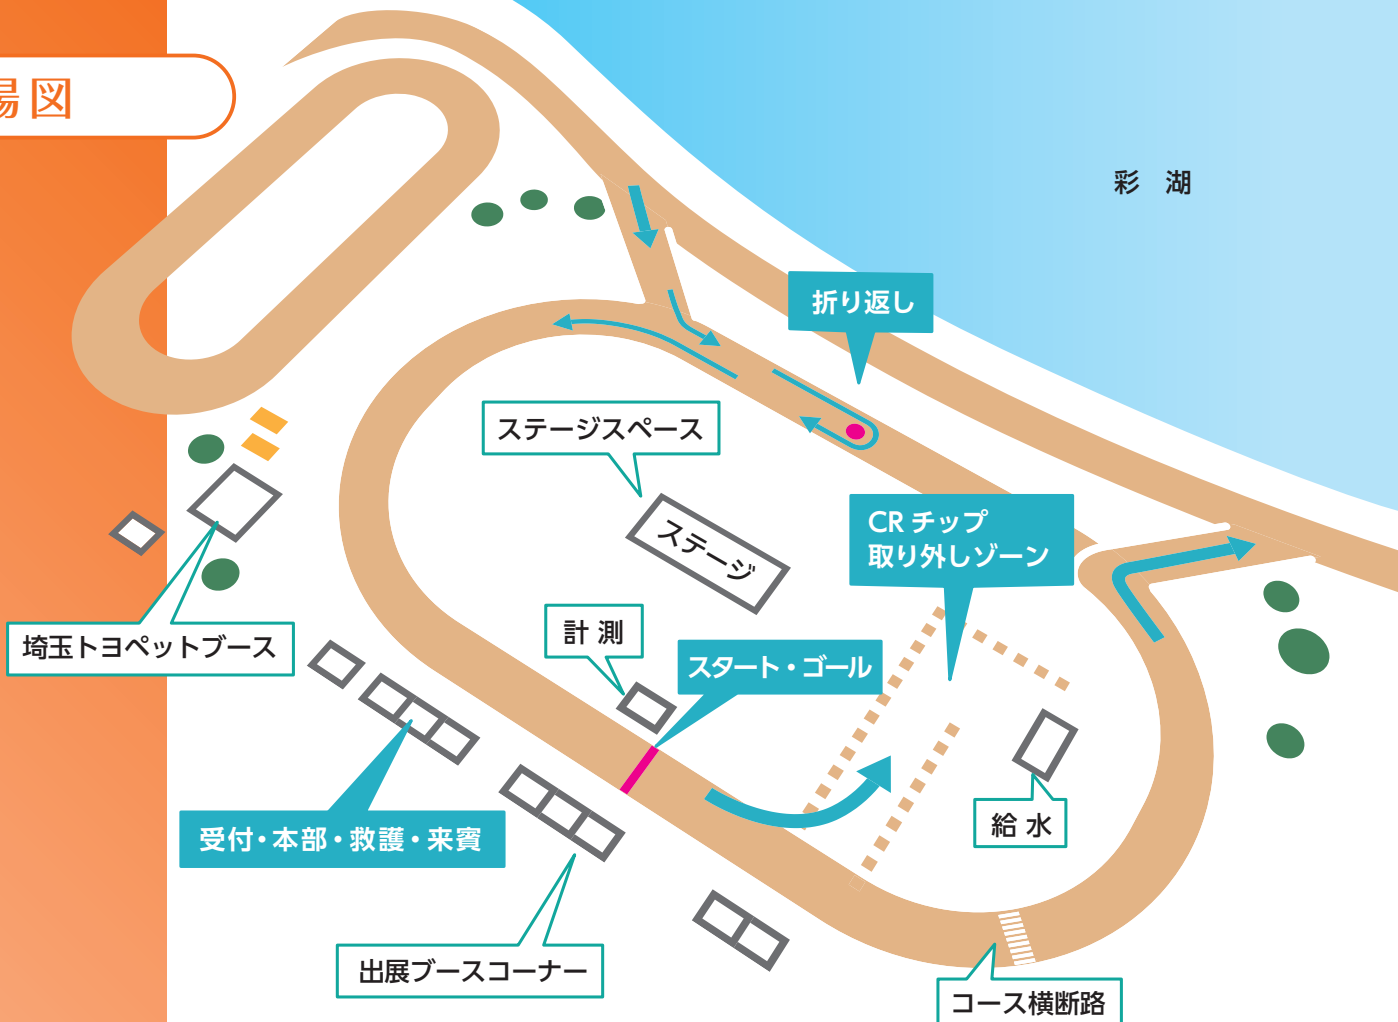 場図
彩 湖
折り返し
ステージスペース
ステージ
CR チップ
取り外しゾーン
計 測
スタート・ゴール
埼玉トヨペットブース
受付・本部・救護・来賓
給 水
出展ブースコーナー
コース横断路